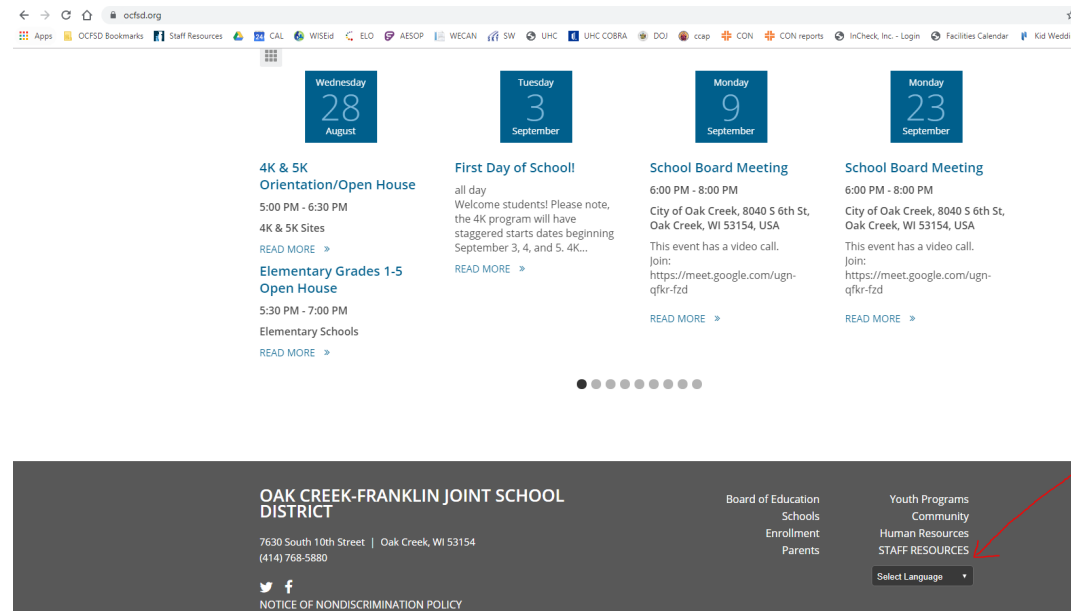 ocfsd.org
Apps OCFSD Bookmarks Staff Resources 24 CAL WISEid ELO AESOP WECAN SW UHC UHC COBRA DOJ ccap CON CON reports InCheck, Inc. - Login Facilities Calendar Kid Weddi
Wednesday
28
August
4K & 5K
Orientation/Open House
5:00 PM - 6:30 PM
4K & 5K Sites
READ MORE »
Elementary Grades 1-5
Open House
5:30 PM - 7:00 PM
Elementary Schools
READ MORE »
Tuesday
3
September
First Day of School!
all day
Welcome students! Please note,
the 4K program will have
staggered starts dates beginning
September 3, 4, and 5. 4K...
READ MORE »
Monday
9
September
School Board Meeting
6:00 PM - 8:00 PM
City of Oak Creek, 8040 S 6th St,
Oak Creek, WI 53154, USA
This event has a video call.
Join:
https://meet.google.com/ugn-
qfkr-fzd
READ MORE »
Monday
23
September
School Board Meeting
6:00 PM - 8:00 PM
City of Oak Creek, 8040 S 6th St,
Oak Creek, WI 53154, USA
This event has a video call.
Join:
https://meet.google.com/ugn-
qfkr-fzd
READ MORE »
OAK CREEK-FRANKLIN JOINT SCHOOL
DISTRICT
7630 South 10th Street | Oak Creek, WI 53154
(414) 768-5880
NOTICE OF NONDISCRIMINATION POLICY
Board of Education
Schools
Enrollment
Parents
Youth Programs
Community
Human Resources
STAFF RESOURCES
Select Language